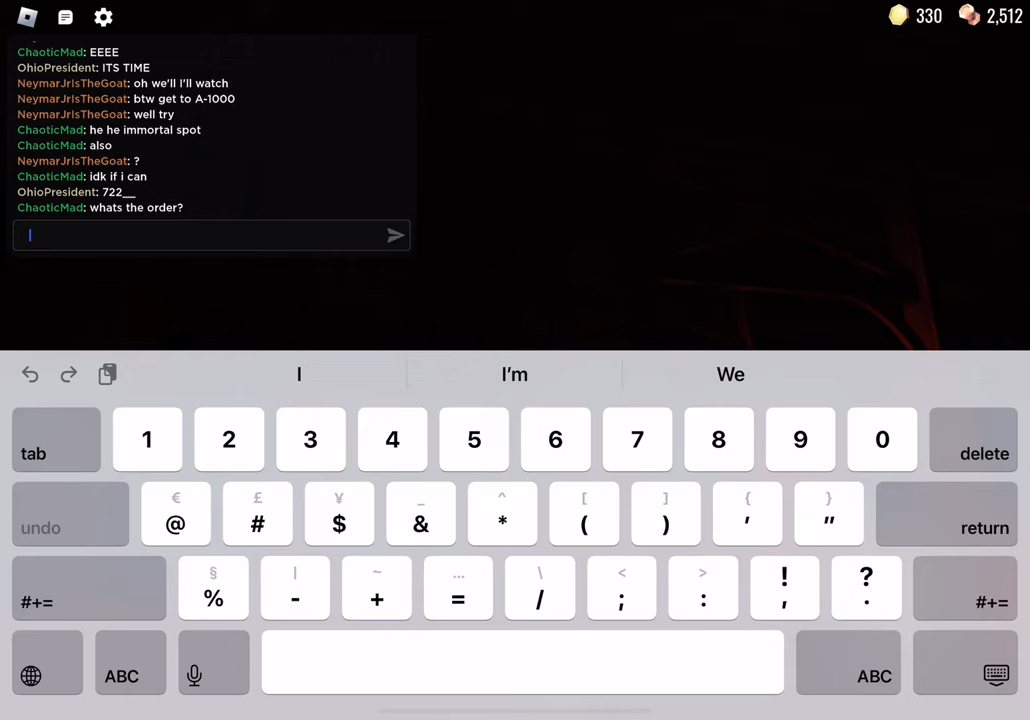 330 2,512
ChaoticMad: EEEE
OhioPresident: ITS TIME
NeymarJrIsTheGoat: oh we'll I'll watch
NeymarJrIsTheGoat: btw get to A-1000
NeymarJrIsTheGoat: well try
ChaoticMad: he he immortal spot
ChaoticMad: also
NeymarJrIsTheGoat: ?
ChaoticMad: idk if i can
OhioPresident: 722__
ChaoticMad: whats the order?
I I'm We
tab 1 2 3 4 5 6 7 8 9 0 delete
€ £ ¥ _ ^ [ ] { }
undo @ # $ & * ( ) ' " return
§ | ~ … \ < > ! ?
#+= % - + = / ; : , . #+=
ABC ABC